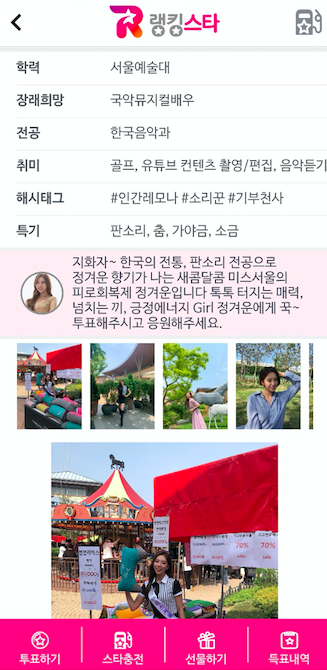 랭킹스타
학력 서울예술대
장래희망 국악뮤지컬배우
전공 한국음악과
취미 골프, 유튜브 컨텐츠 촬영/편집, 음악듣기
해시태그 #인간레모나 #소리꾼 #기부천사
특기 판소리, 춤, 가야금, 소금
지화자~ 한국의 전통, 판소리 전공으로
정겨운 향기가 나는 새콤달콤 미스서울의
피로회복제 정겨운입니다 톡톡 터지는 매력,
넘치는 끼, 긍정에너지 Girl 정겨운에게 꾹~
투표해주시고 응원해주세요.
70%
70%
투표하기
스타충전
선물하기
득표내역